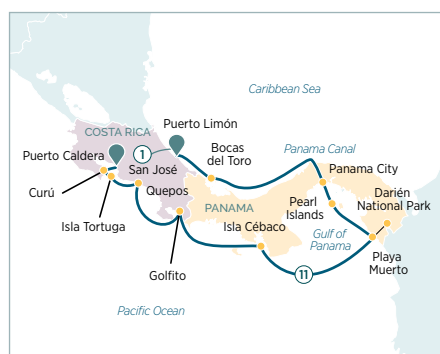 Caribbean Sea
Puerto Limón
COSTA RICA
1
Puerto Caldera
San José
Bocas
del Toro
Panama Canal
Panama City
Curú
Quepos
Darién
National Park
Isla Tortuga
PANAMA
Pearl
Islands
Isla Cébaco
Gulf of
Panama
Playa
Muerto
Golfito
11
Pacific Ocean